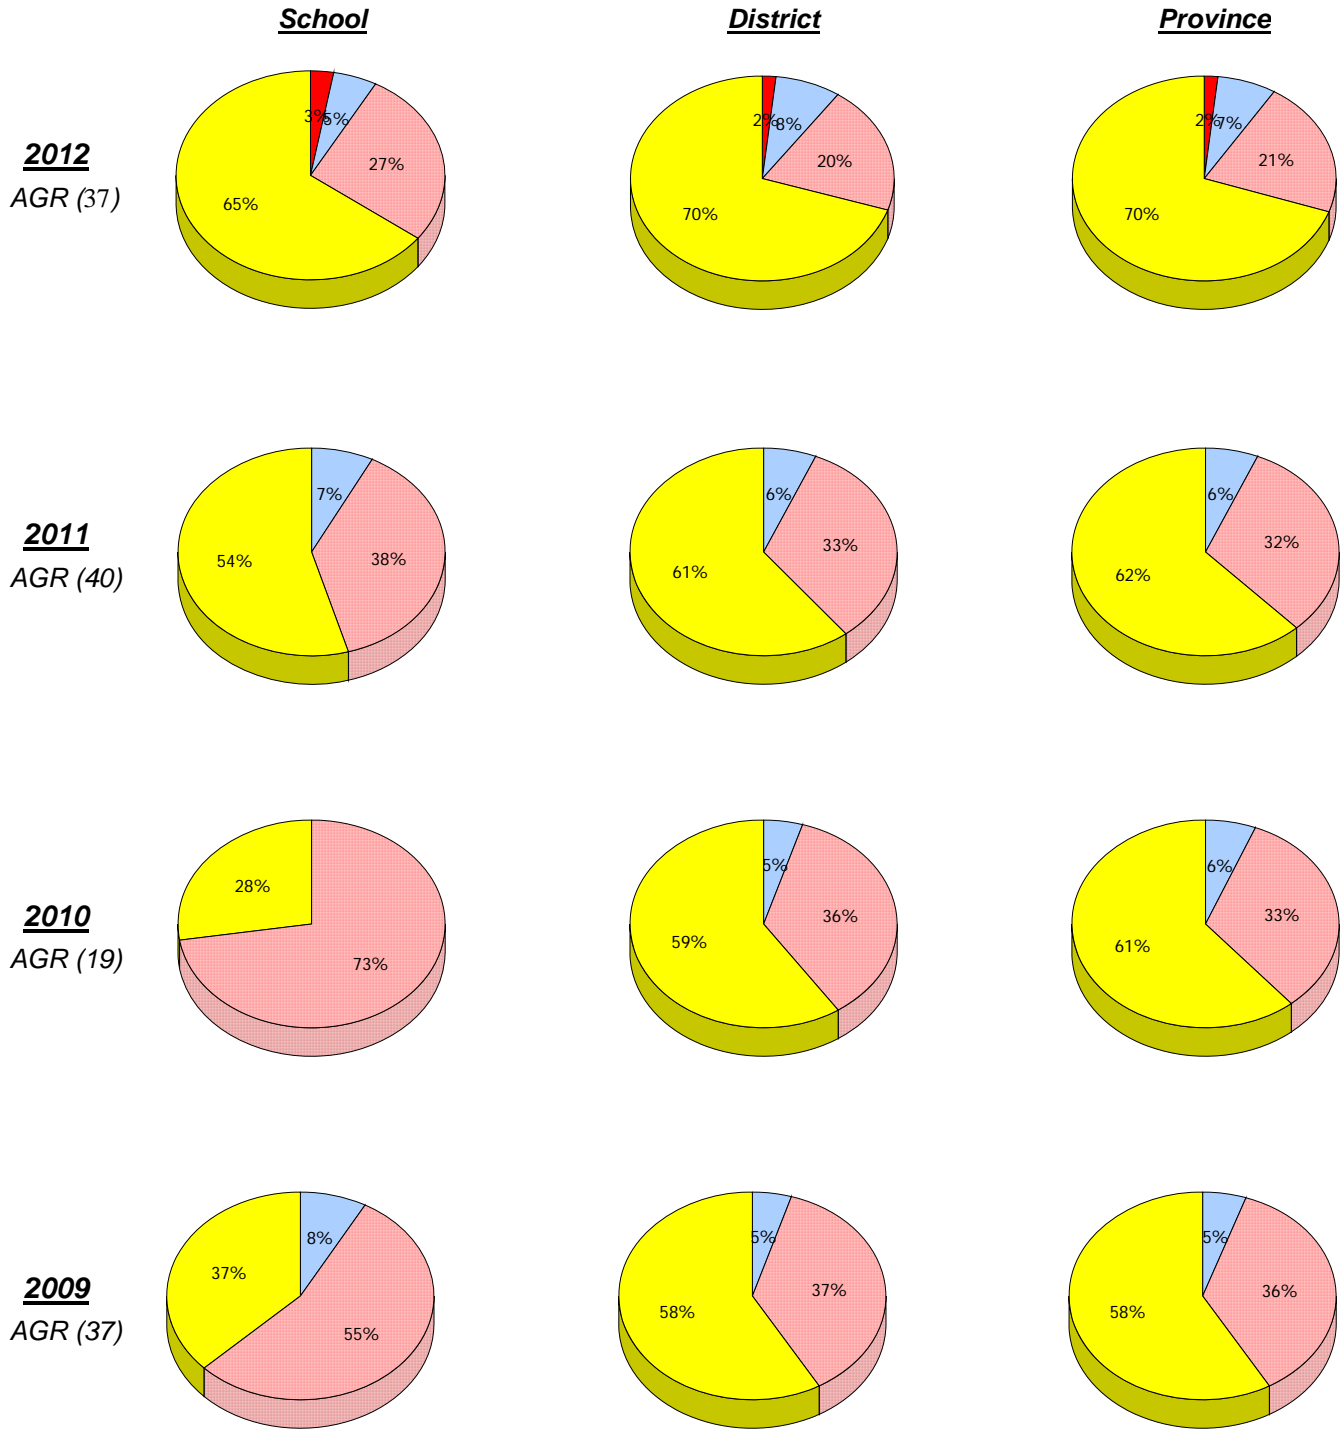 School District Province
2012
AGR (37)
3% 5% 27% 65%
2% 8% 20% 70%
2% 7% 21% 70%
2011
AGR (40)
7% 38% 54%
6% 33% 61%
6% 32% 62%
2010
AGR (19)
28% 73%
5% 36% 59%
6% 33% 61%
2009
AGR (37)
8% 37% 55%
5% 37% 58%
5% 36% 58%